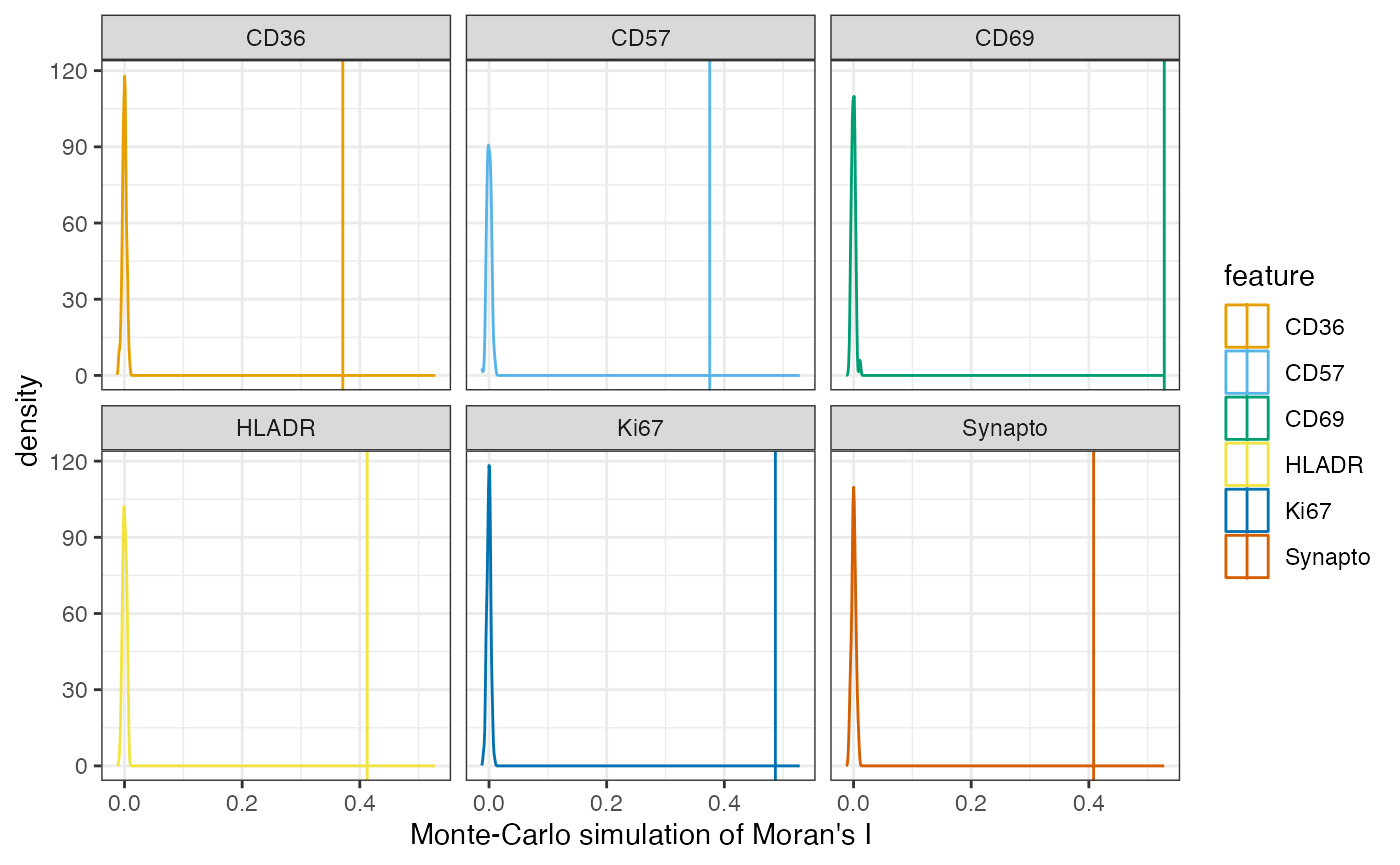 CD36 CD57 CD69
120
90
60
30
0
HLADR Ki67 Synapto
120
90
60
30
0
0.0 0.2 0.4 0.0 0.2 0.4 0.0 0.2 0.4
Monte-Carlo simulation of Moran's I
density
feature
CD36
CD57
CD69
HLADR
Ki67
Synapto